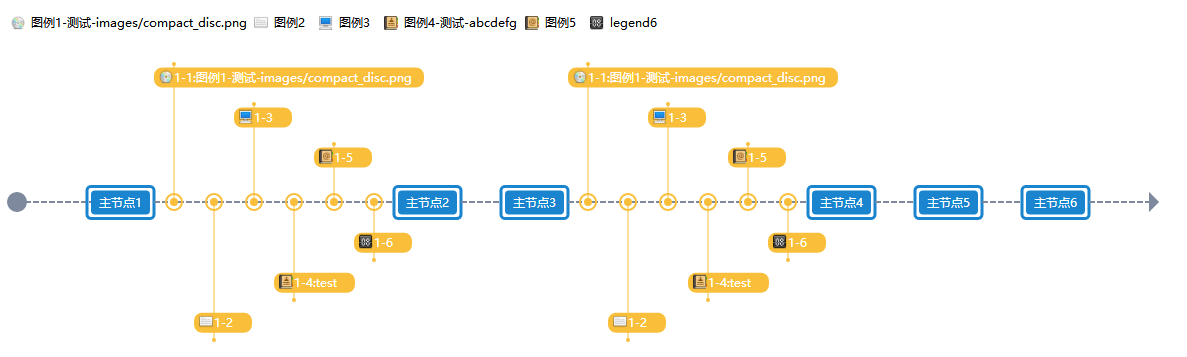 图例1-测试-images/compact_disc.png 图例2 图例3 图例4-测试-abcdefg 图例5 legend6
1-1:图例1-测试-images/compact_disc.png 1-1:图例1-测试-images/compact_disc.png
1-3 1-3
1-5 1-5
主节点1 主节点2 主节点3 主节点4 主节点5 主节点6
1-6 1-6
1-4:test 1-4:test
1-2 1-2